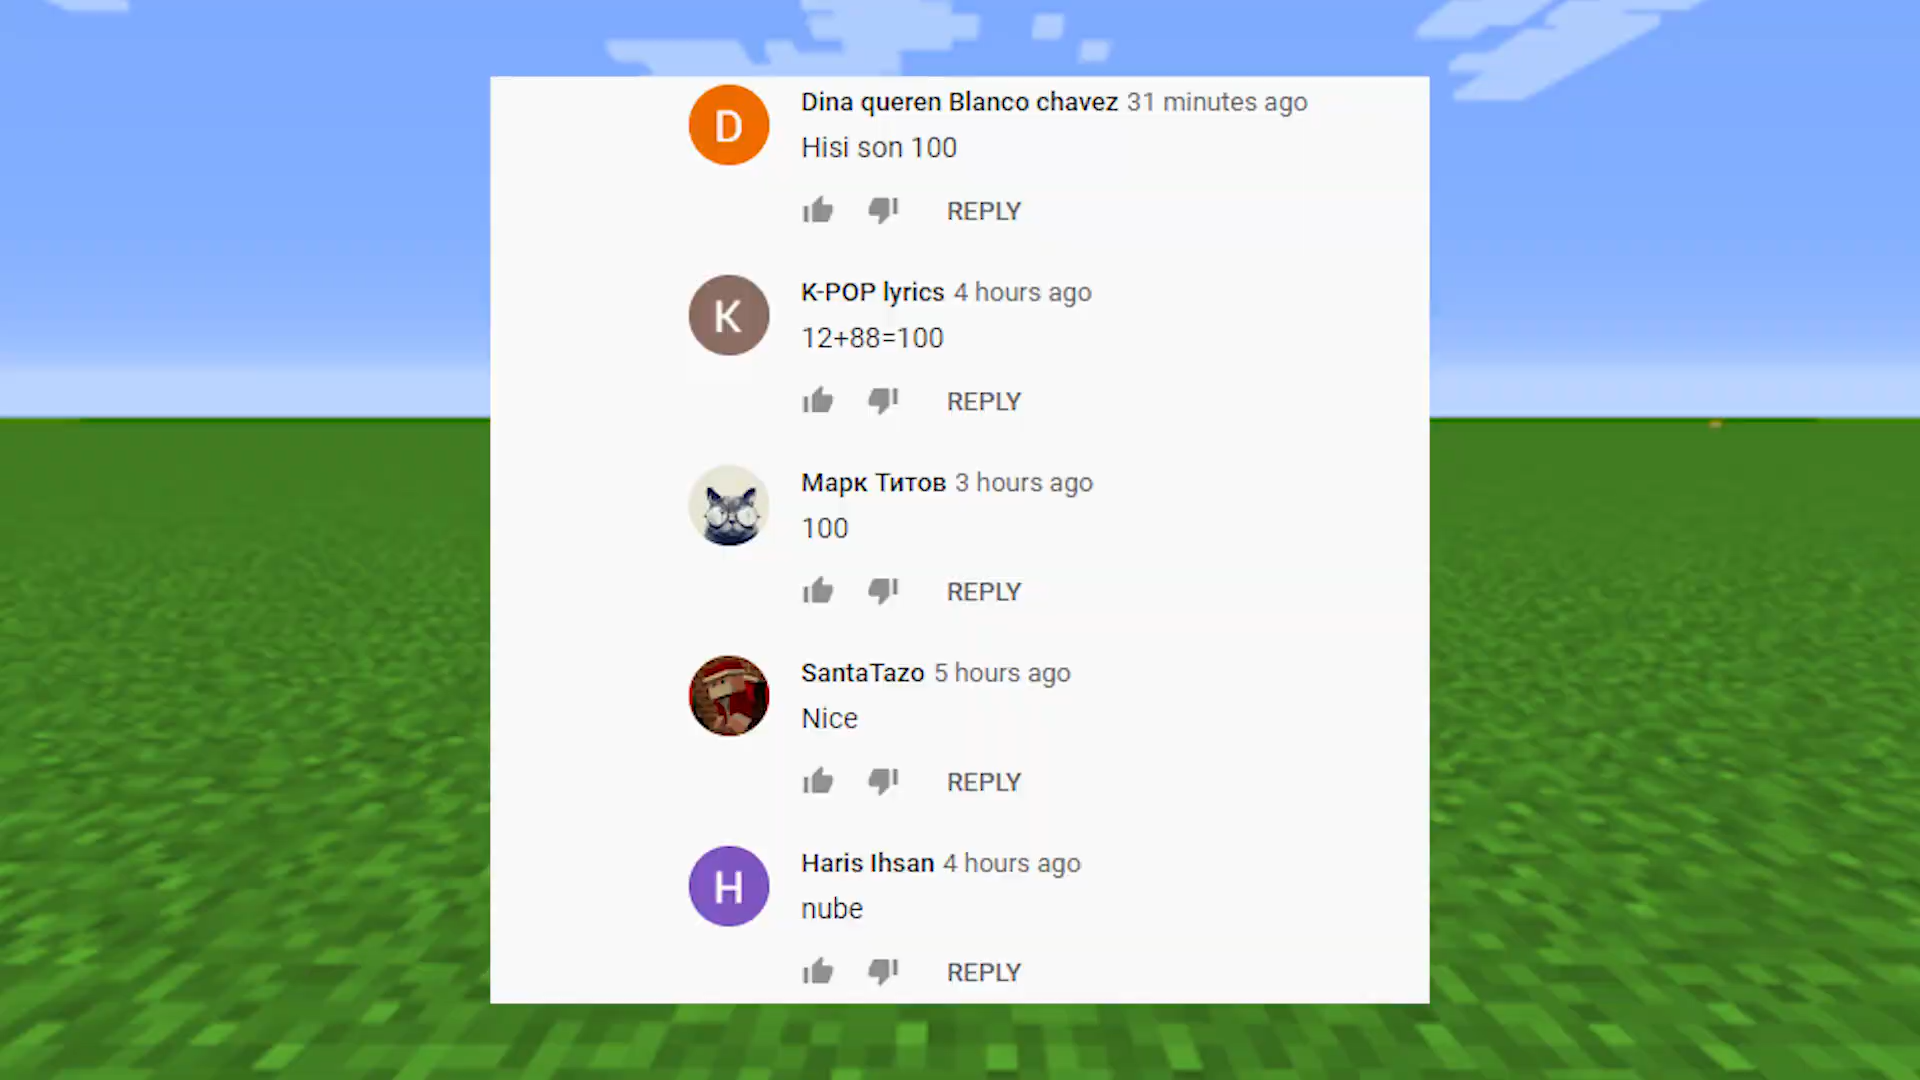 D
Dina queren Blanco chavez 31 minutes ago
Hisi son 100
REPLY
K
K-POP lyrics 4 hours ago
12+88=100
REPLY
Марк Титов 3 hours ago
100
REPLY
SantaTazo 5 hours ago
Nice
REPLY
H
Haris Ihsan 4 hours ago
nube
REPLY